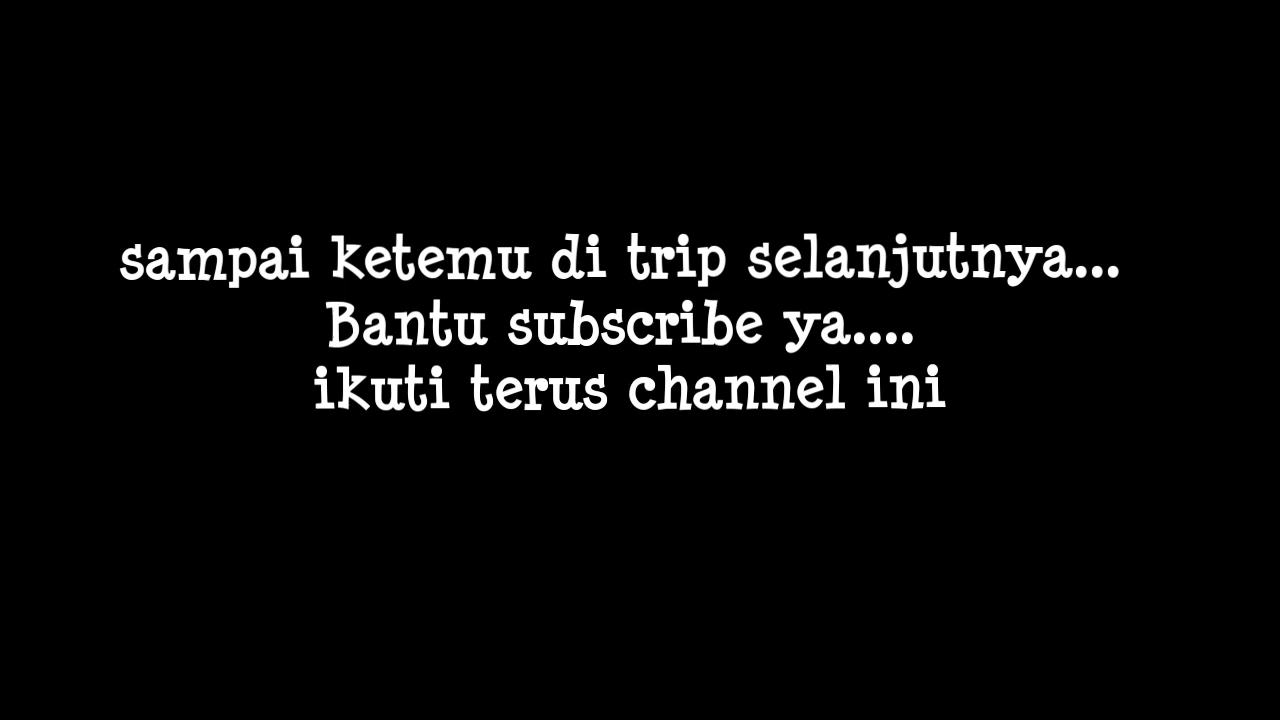 sampai ketemu di trip selanjutnya...
Bantu subscribe ya....
ikuti terus channel ini